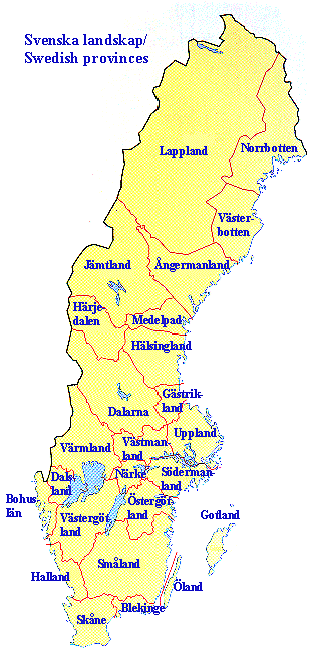 Svenska landskap/
Swedish provinces
Lappland
Norrbotten
Väster-
botten
Jämtland
Ångermanland
Härje-
dalen
Medelpad
Hälsingland
Gästrik-
land
Dalarna
Uppland
Värmland
Västman
land
Närke
Söderman-
land
Dals
land
Bohus-
län
Östergöt-
land
Västergöt
land
Gotland
Småland
Halland
Öland
Blekinge
Skåne